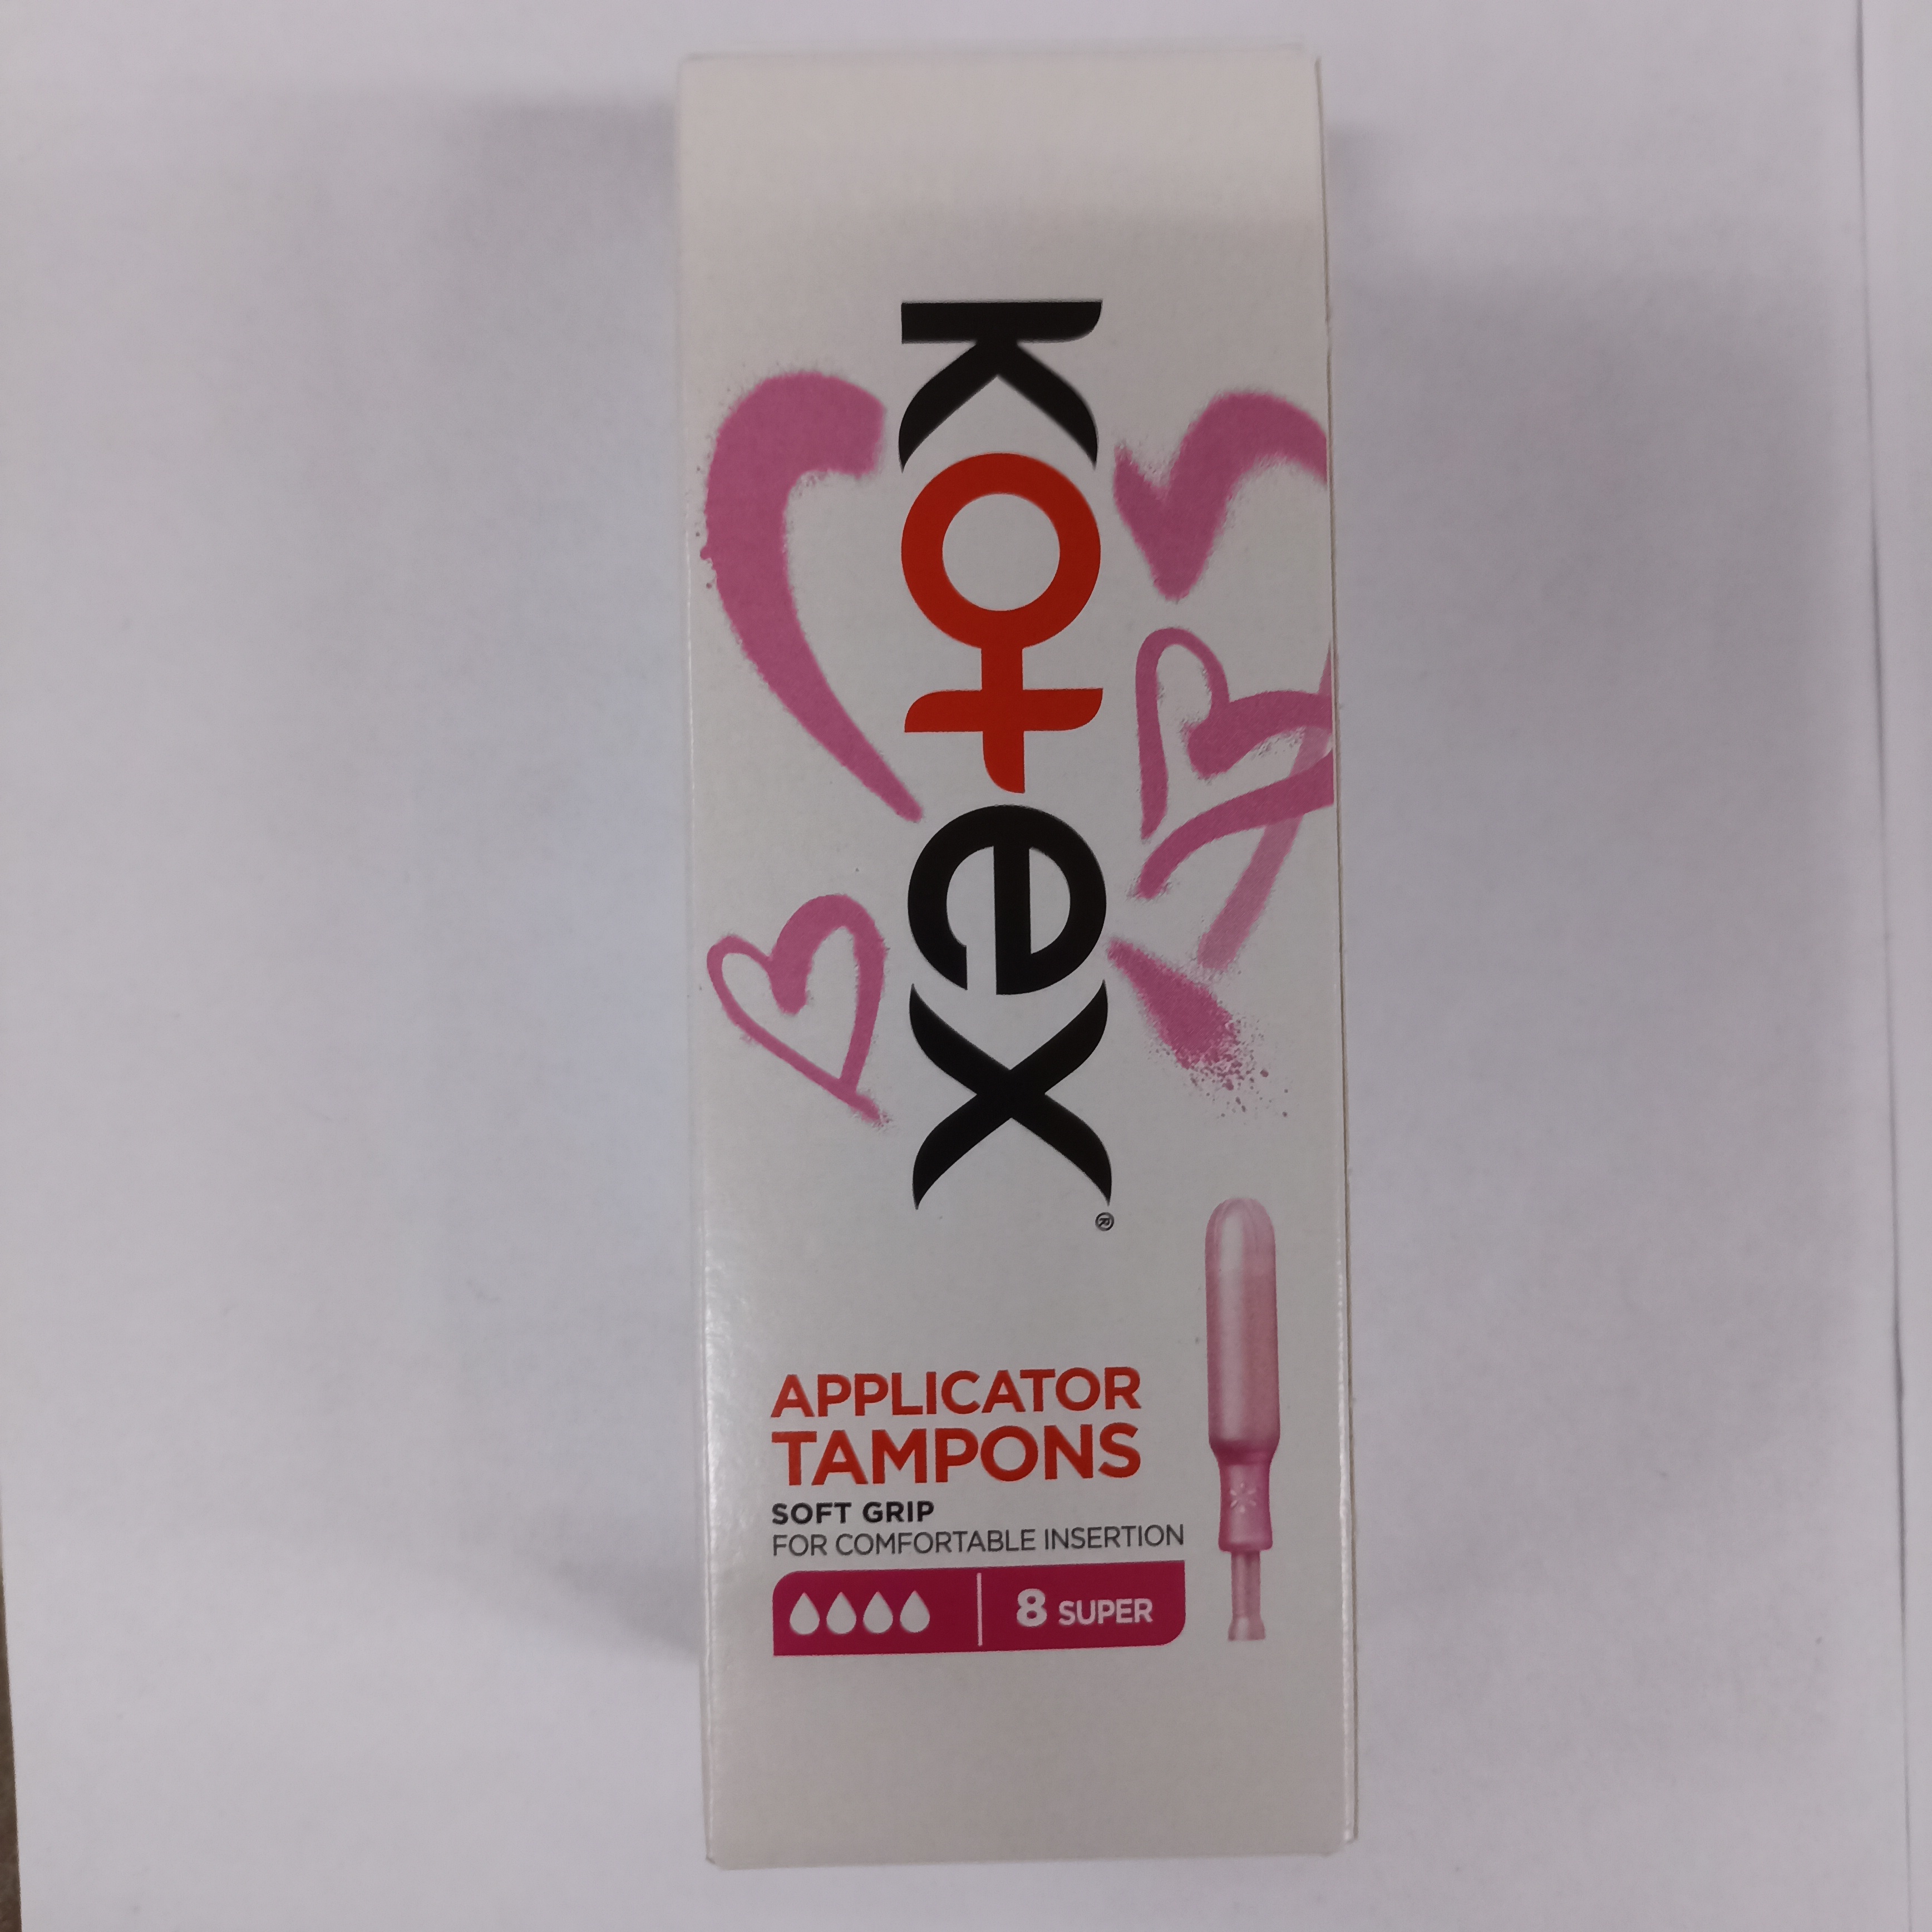 kotex®
APPLICATOR
TAMPONS
SOFT GRIP
FOR COMFORTABLE INSERTION
8 SUPER